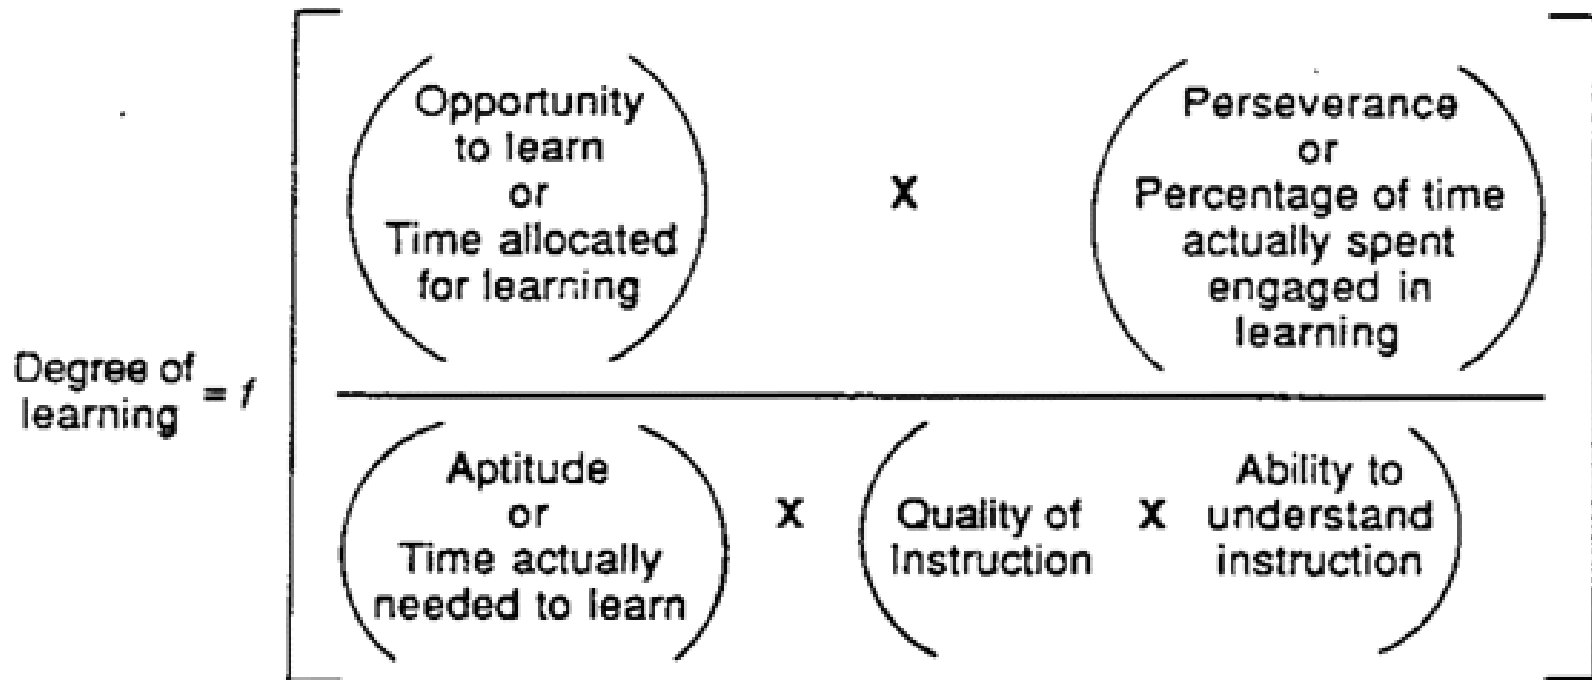 Opportunity
to learn
or
Time allocated
for learning
X
Perseverance
or
Percentage of time
actually spent
engaged in
learning
Degree of
learning
= f
Aptitude
or
Time actually
needed to learn
X
Quality of
Instruction
X
Ability to
understand
instruction